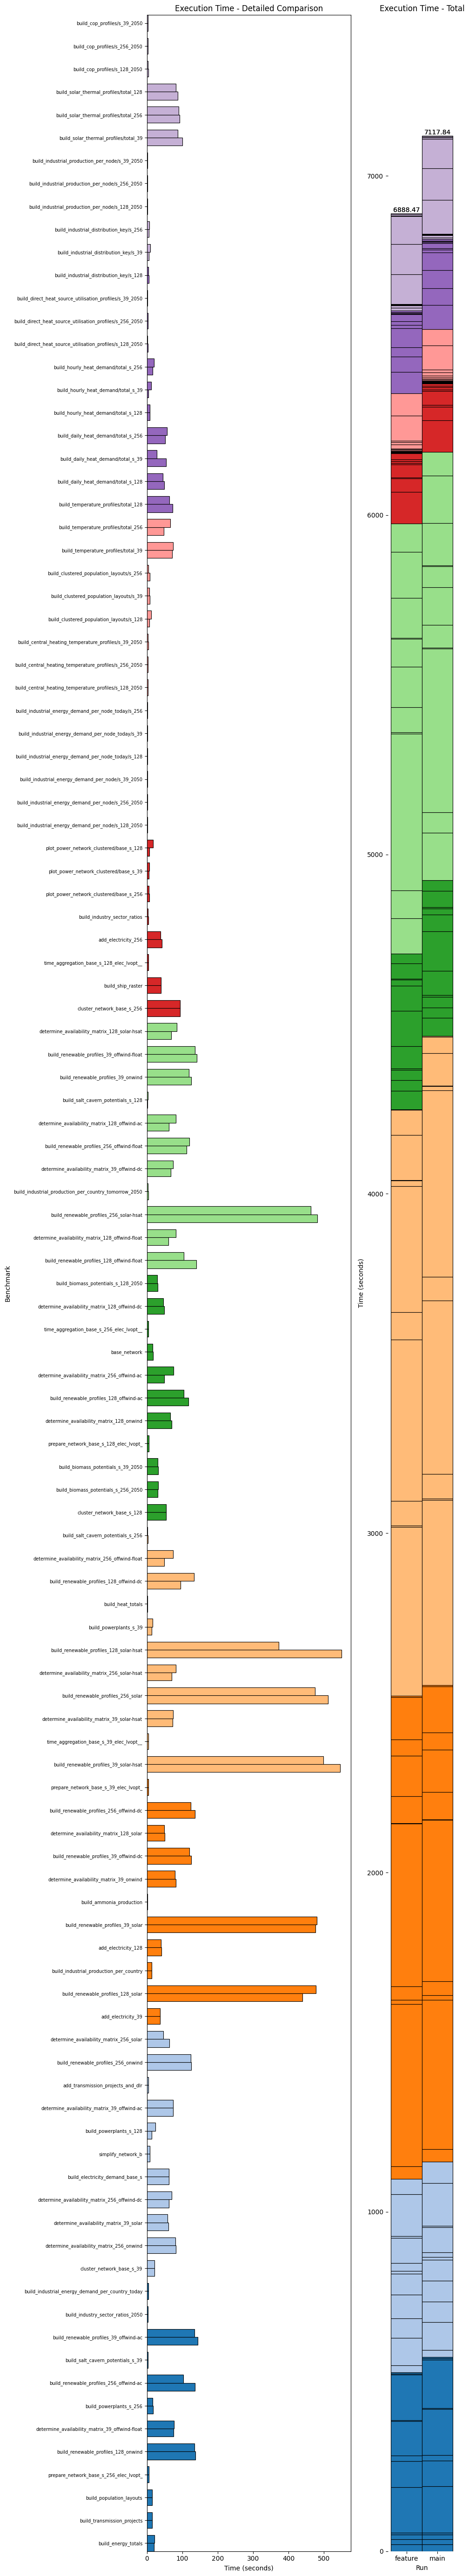 Execution Time - Detailed Comparison
build_cop_profiles/s_39_2050
build_cop_profiles/s_256_2050
build_cop_profiles/s_128_2050
build_solar_thermal_profiles/total_128
build_solar_thermal_profiles/total_256
build_solar_thermal_profiles/total_39
build_industrial_production_per_node/s_39_2050
build_industrial_production_per_node/s_256_2050
build_industrial_production_per_node/s_128_2050
build_industrial_distribution_key/s_256
build_industrial_distribution_key/s_39
build_industrial_distribution_key/s_128
build_direct_heat_source_utilisation_profiles/s_39_2050
build_direct_heat_source_utilisation_profiles/s_256_2050
build_direct_heat_source_utilisation_profiles/s_128_2050
build_hourly_heat_demand/total_s_256
build_hourly_heat_demand/total_s_39
build_hourly_heat_demand/total_s_128
build_daily_heat_demand/total_s_256
build_daily_heat_demand/total_s_39
build_daily_heat_demand/total_s_128
build_temperature_profiles/total_128
build_temperature_profiles/total_256
build_temperature_profiles/total_39
build_clustered_population_layouts/s_256
build_clustered_population_layouts/s_39
build_clustered_population_layouts/s_128
build_central_heating_temperature_profiles/s_39_2050
build_central_heating_temperature_profiles/s_256_2050
build_central_heating_temperature_profiles/s_128_2050
build_industrial_energy_demand_per_node_today/s_256
build_industrial_energy_demand_per_node_today/s_39
build_industrial_energy_demand_per_node_today/s_128
build_industrial_energy_demand_per_node/s_39_2050
build_industrial_energy_demand_per_node/s_256_2050
build_industrial_energy_demand_per_node/s_128_2050
plot_power_network_clustered/base_s_128
plot_power_network_clustered/base_s_39
plot_power_network_clustered/base_s_256
build_industry_sector_ratios
add_electricity_256
time_aggregation_base_s_128_elec_lvopt__
build_ship_raster
cluster_network_base_s_256
determine_availability_matrix_128_solar-hsat
build_renewable_profiles_39_offwind-float
build_renewable_profiles_39_onwind
build_salt_cavern_potentials_s_128
determine_availability_matrix_128_offwind-ac
build_renewable_profiles_256_offwind-float
determine_availability_matrix_39_offwind-dc
build_industrial_production_per_country_tomorrow_2050
build_renewable_profiles_256_solar-hsat
determine_availability_matrix_128_offwind-float
build_renewable_profiles_128_offwind-float
build_biomass_potentials_s_128_2050
determine_availability_matrix_128_offwind-dc
time_aggregation_base_s_256_elec_lvopt__
base_network
determine_availability_matrix_256_offwind-ac
build_renewable_profiles_128_offwind-ac
determine_availability_matrix_128_onwind
prepare_network_base_s_128_elec_lvopt_
build_biomass_potentials_s_39_2050
build_biomass_potentials_s_256_2050
cluster_network_base_s_128
build_salt_cavern_potentials_s_256
determine_availability_matrix_256_offwind-float
build_renewable_profiles_128_offwind-dc
build_heat_totals
build_powerplants_s_39
build_renewable_profiles_128_solar-hsat
determine_availability_matrix_256_solar-hsat
build_renewable_profiles_256_solar
determine_availability_matrix_39_solar-hsat
time_aggregation_base_s_39_elec_lvopt__
build_renewable_profiles_39_solar-hsat
prepare_network_base_s_39_elec_lvopt_
build_renewable_profiles_256_offwind-dc
determine_availability_matrix_128_solar
build_renewable_profiles_39_offwind-dc
determine_availability_matrix_39_onwind
build_ammonia_production
build_renewable_profiles_39_solar
add_electricity_128
build_industrial_production_per_country
build_renewable_profiles_128_solar
add_electricity_39
determine_availability_matrix_256_solar
build_renewable_profiles_256_onwind
add_transmission_projects_and_dlr
determine_availability_matrix_39_offwind-ac
build_powerplants_s_128
simplify_network_b
build_electricity_demand_base_s
determine_availability_matrix_256_offwind-dc
determine_availability_matrix_39_solar
determine_availability_matrix_256_onwind
cluster_network_base_s_39
build_industrial_energy_demand_per_country_today
build_industry_sector_ratios_2050
build_renewable_profiles_39_offwind-ac
build_salt_cavern_potentials_s_39
build_renewable_profiles_256_offwind-ac
build_powerplants_s_256
determine_availability_matrix_39_offwind-float
build_renewable_profiles_128_onwind
prepare_network_base_s_256_elec_lvopt_
build_population_layouts
build_transmission_projects
build_energy_totals
Benchmark
0 100 200 300 400 500
Time (seconds)
Execution Time - Total
7117.84
6888.47
7000
6000
5000
4000
3000
2000
1000
0
Time (seconds)
feature main
Run